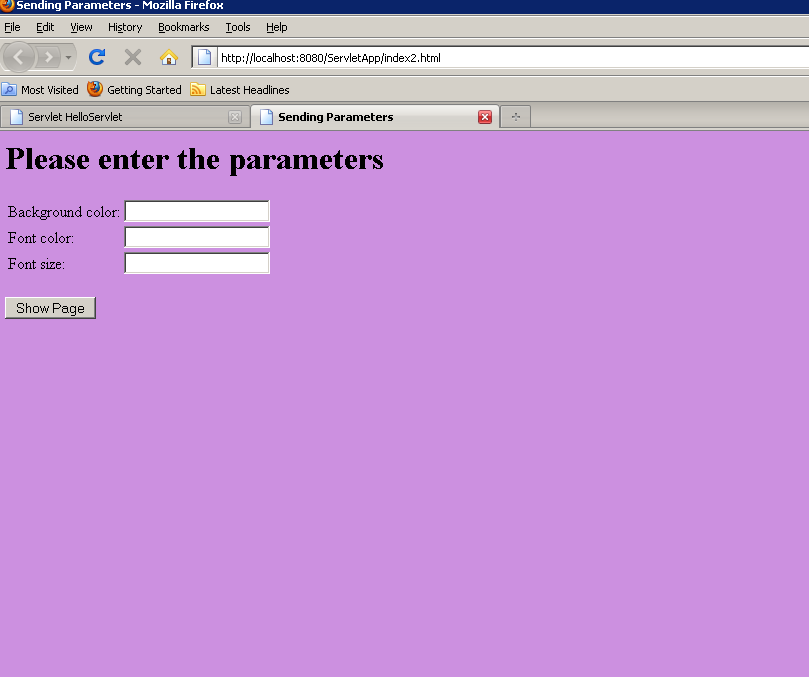 Sending Parameters - Mozilla Firefox
File Edit View History Bookmarks Tools Help
http://localhost:8080/ServletApp/index2.html
Most Visited Getting Started Latest Headlines
Servlet HelloServlet Sending Parameters
Please enter the parameters
Background color:
Font color:
Font size:
Show Page